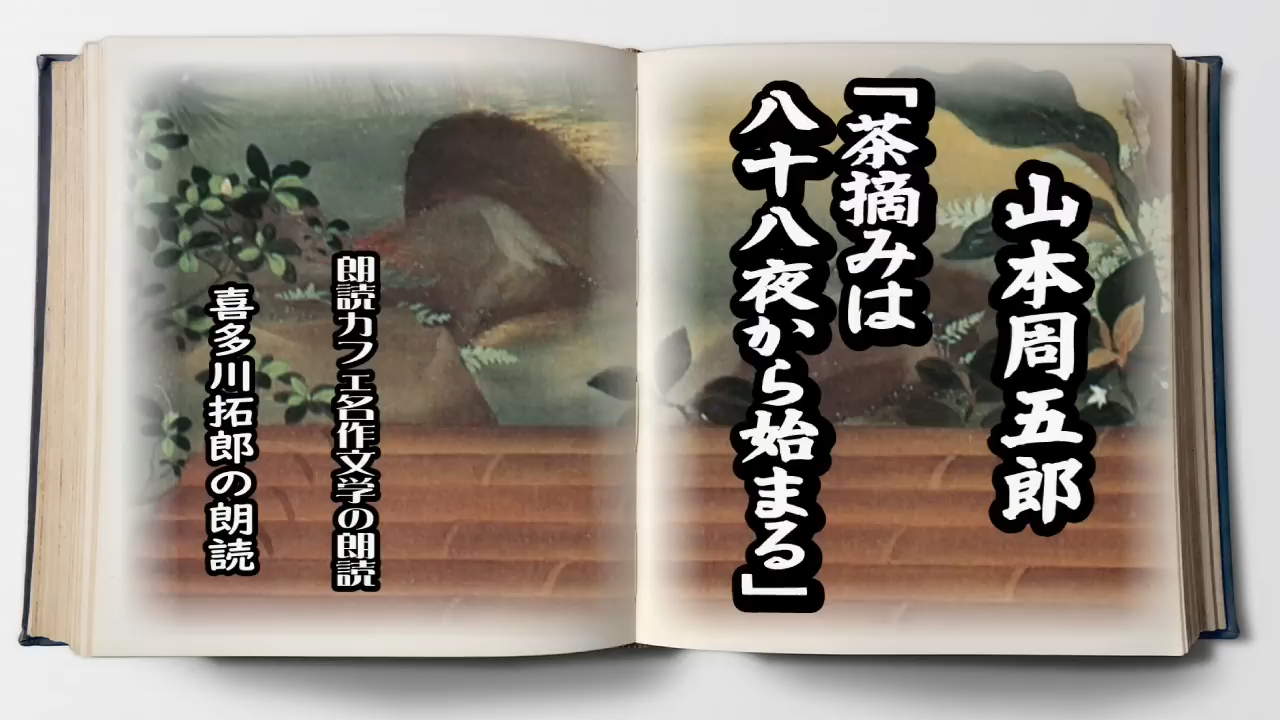 山本周五郎
「茶摘みは
八十八夜から始まる」
朗読カフェ名作文学の朗読
喜多川拓郎の朗読